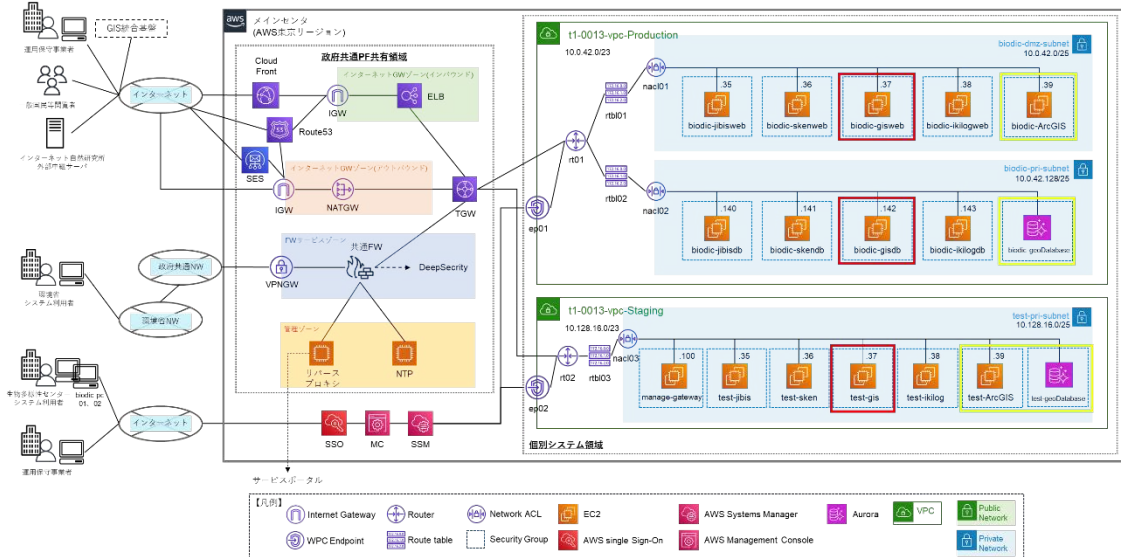 運用保守事業者
GIS統合基盤
インターネット
インターネット自然研究所
外部中継サーバ
政府共通NW
環境省NW
環境省
システム利用者
生物多様性センター
システム利用者
biodic pc
01、02
インターネット
運用保守事業者
aws
メインセンタ
(AWS東京リージョン)
政府共通PF共有領域
Cloud
Front
インターネットGWゾーン(インバウンド)
IGW
ELB
Route53
SES
インターネットGWゾーン(アウトバウンド)
IGW
NATGW
TGW
FWサービスゾーン
共通FW
VPNGW
DeepSecrity
管理ゾーン
リバース
プロキシ
NTP
SSO
MC
SSM
サービスポータル
t1-0013-vpc-Production
10.0.42.0/23
biodic-dmz-subnet
10.0.42.0/25
nacl01
rtbl01
rt01
ep01
.35
.36
.37
.38
.39
biodic-jibisweb
biodic-skenweb
biodic-gisweb
biodic-ikilogweb
biodic-ArcGIS
biodic-pri-subnet
10.0.42.128/25
rtbl02
nacl02
.140
.141
.142
.143
biodic-jibisdb
biodic-skendb
biodic-gisdb
biodic-ikilogdb
biodic-geoDatabase
t1-0013-vpc-Staging
10.128.16.0/23
test-pri-subnet
10.128.16.0/25
rt02
rtbl03
nacl03
ep02
.100
.35
.36
.37
.38
.39
manage-gateway
test-jibis
test-sken
test-gis
test-ikilog
test-ArcGIS
test-geoDatabase
個別システム領域
【凡例】
Internet Gateway
Router
Network ACL
EC2
AWS Systems Manager
Aurora
VPC
Public
Network
WPC Endpoint
Route table
Security Group
AWS single Sign-On
AWS Management Console
Private
Network